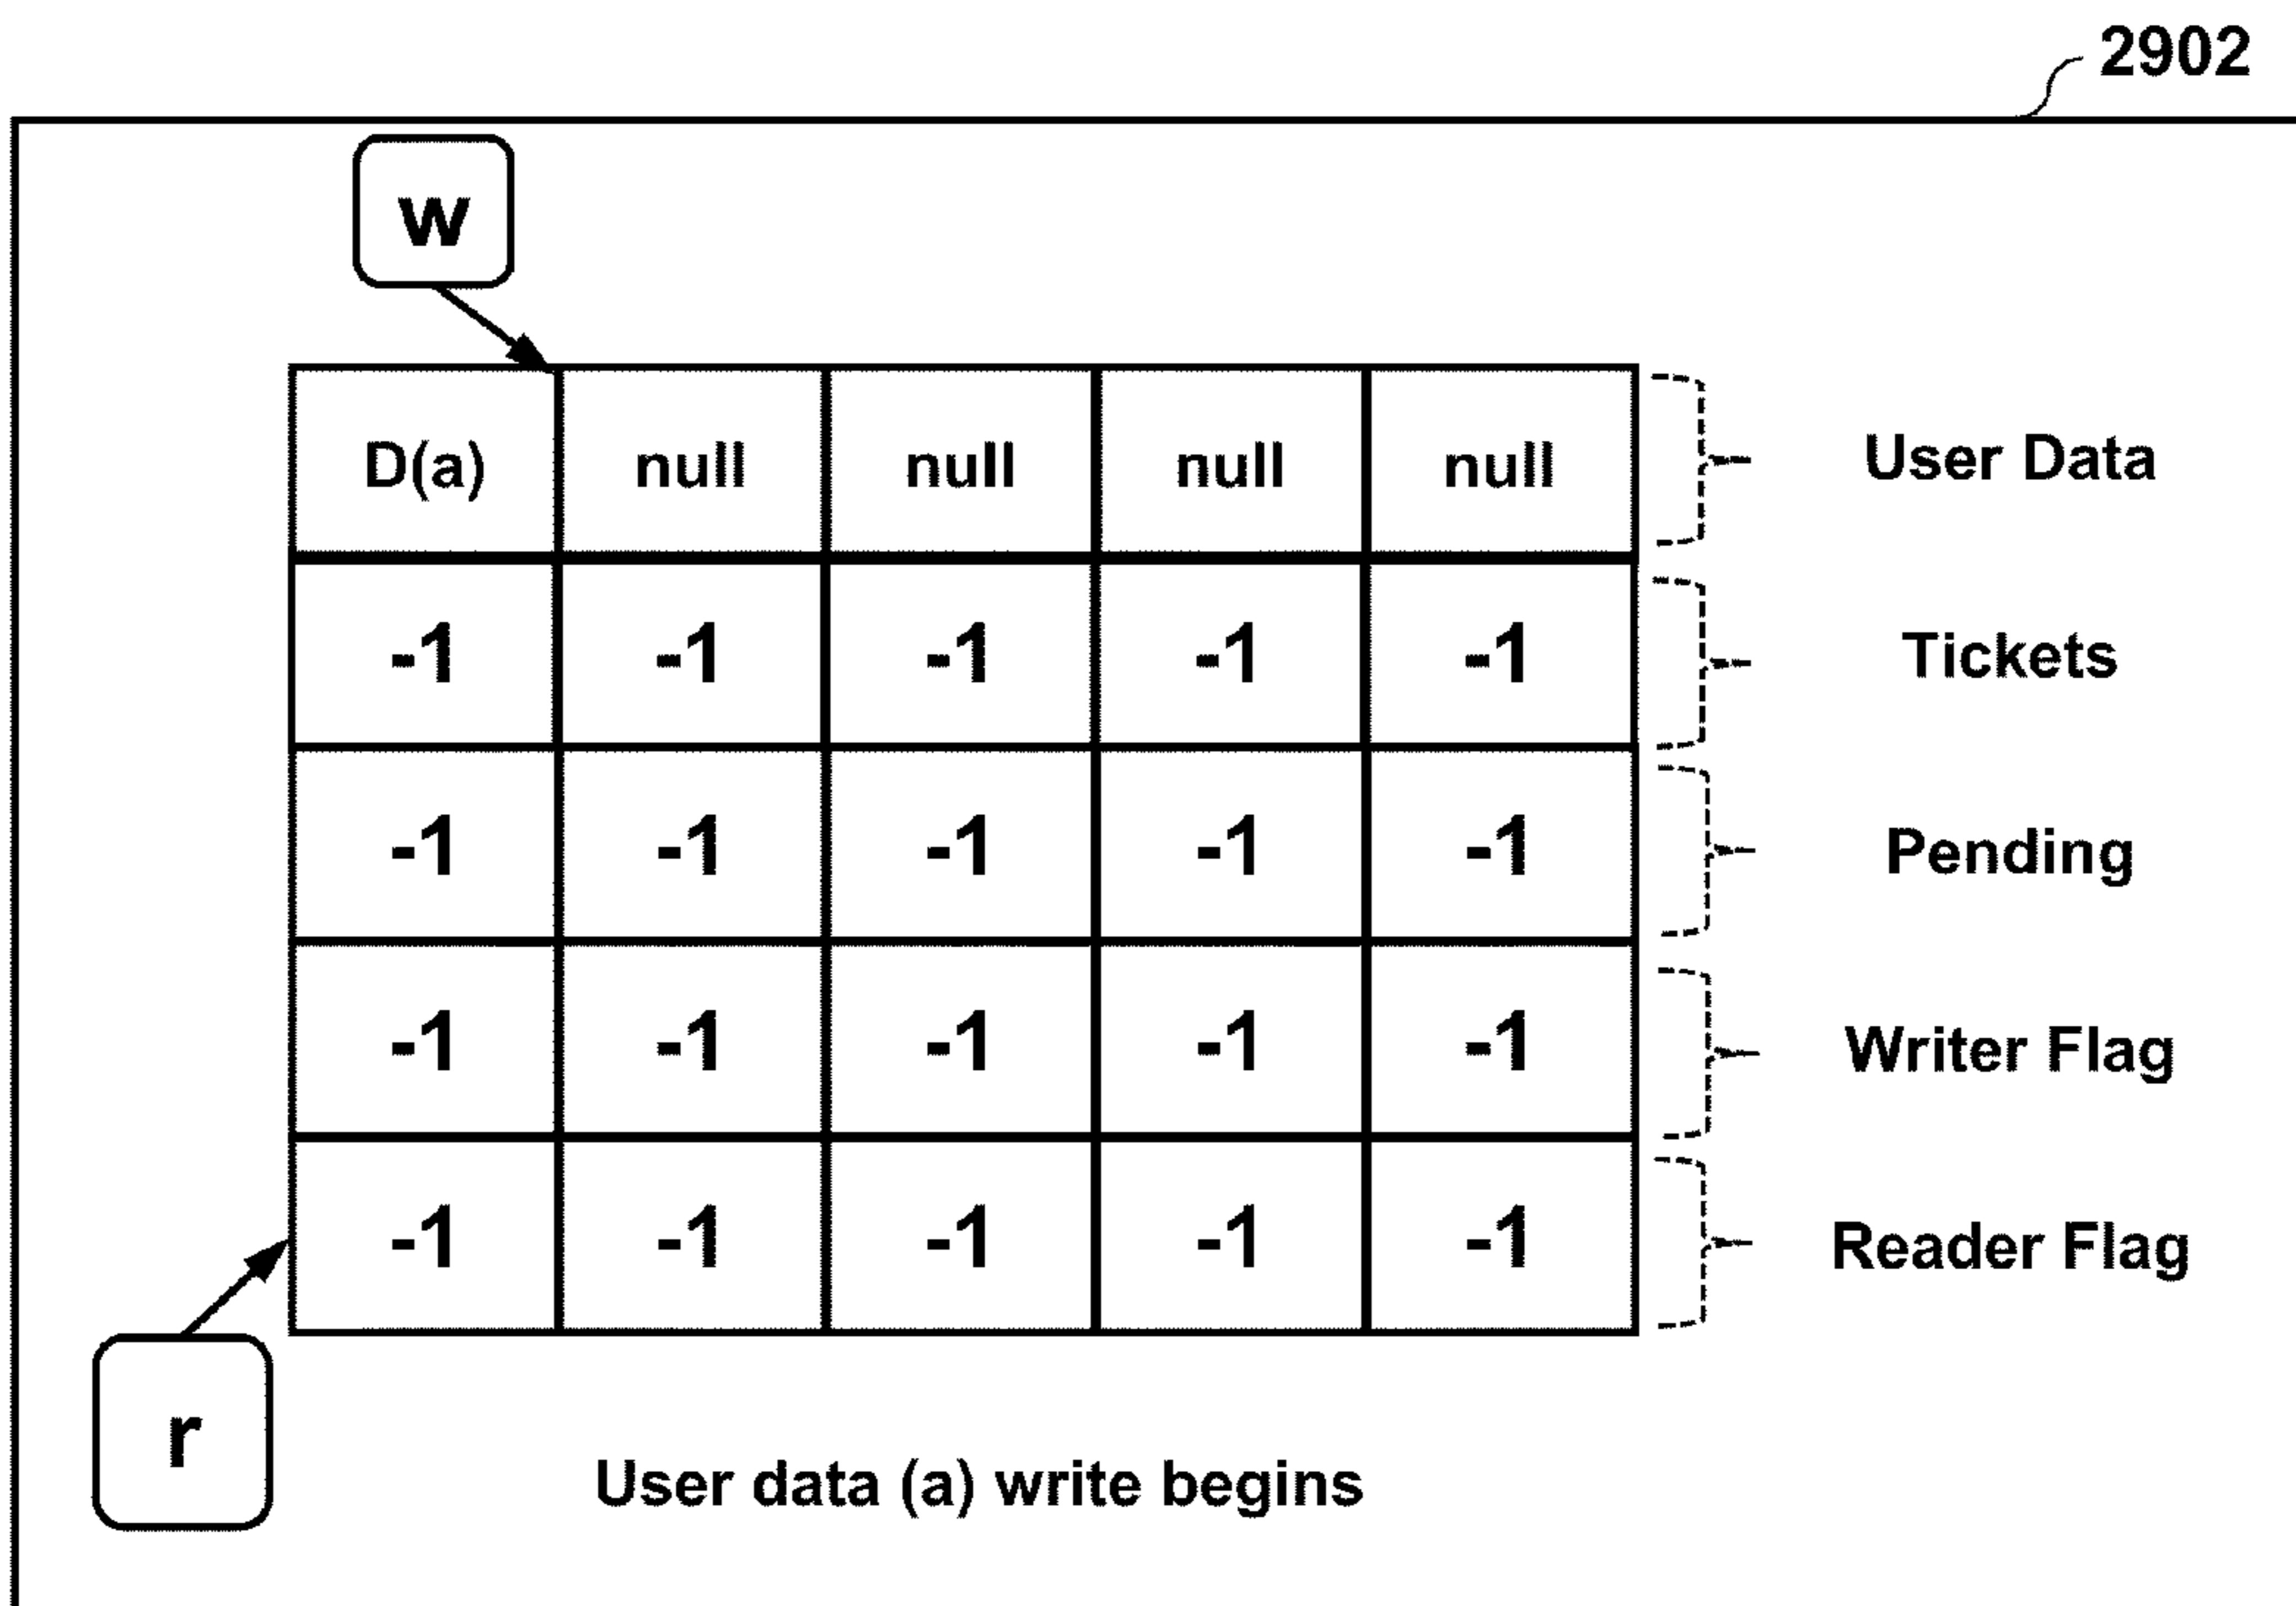 2902
w
D(a) null null null null User Data
-1 -1 -1 -1 -1 Tickets
-1 -1 -1 -1 -1 Pending
-1 -1 -1 -1 -1 Writer Flag
-1 -1 -1 -1 -1 Reader Flag
r
User data (a) write begins